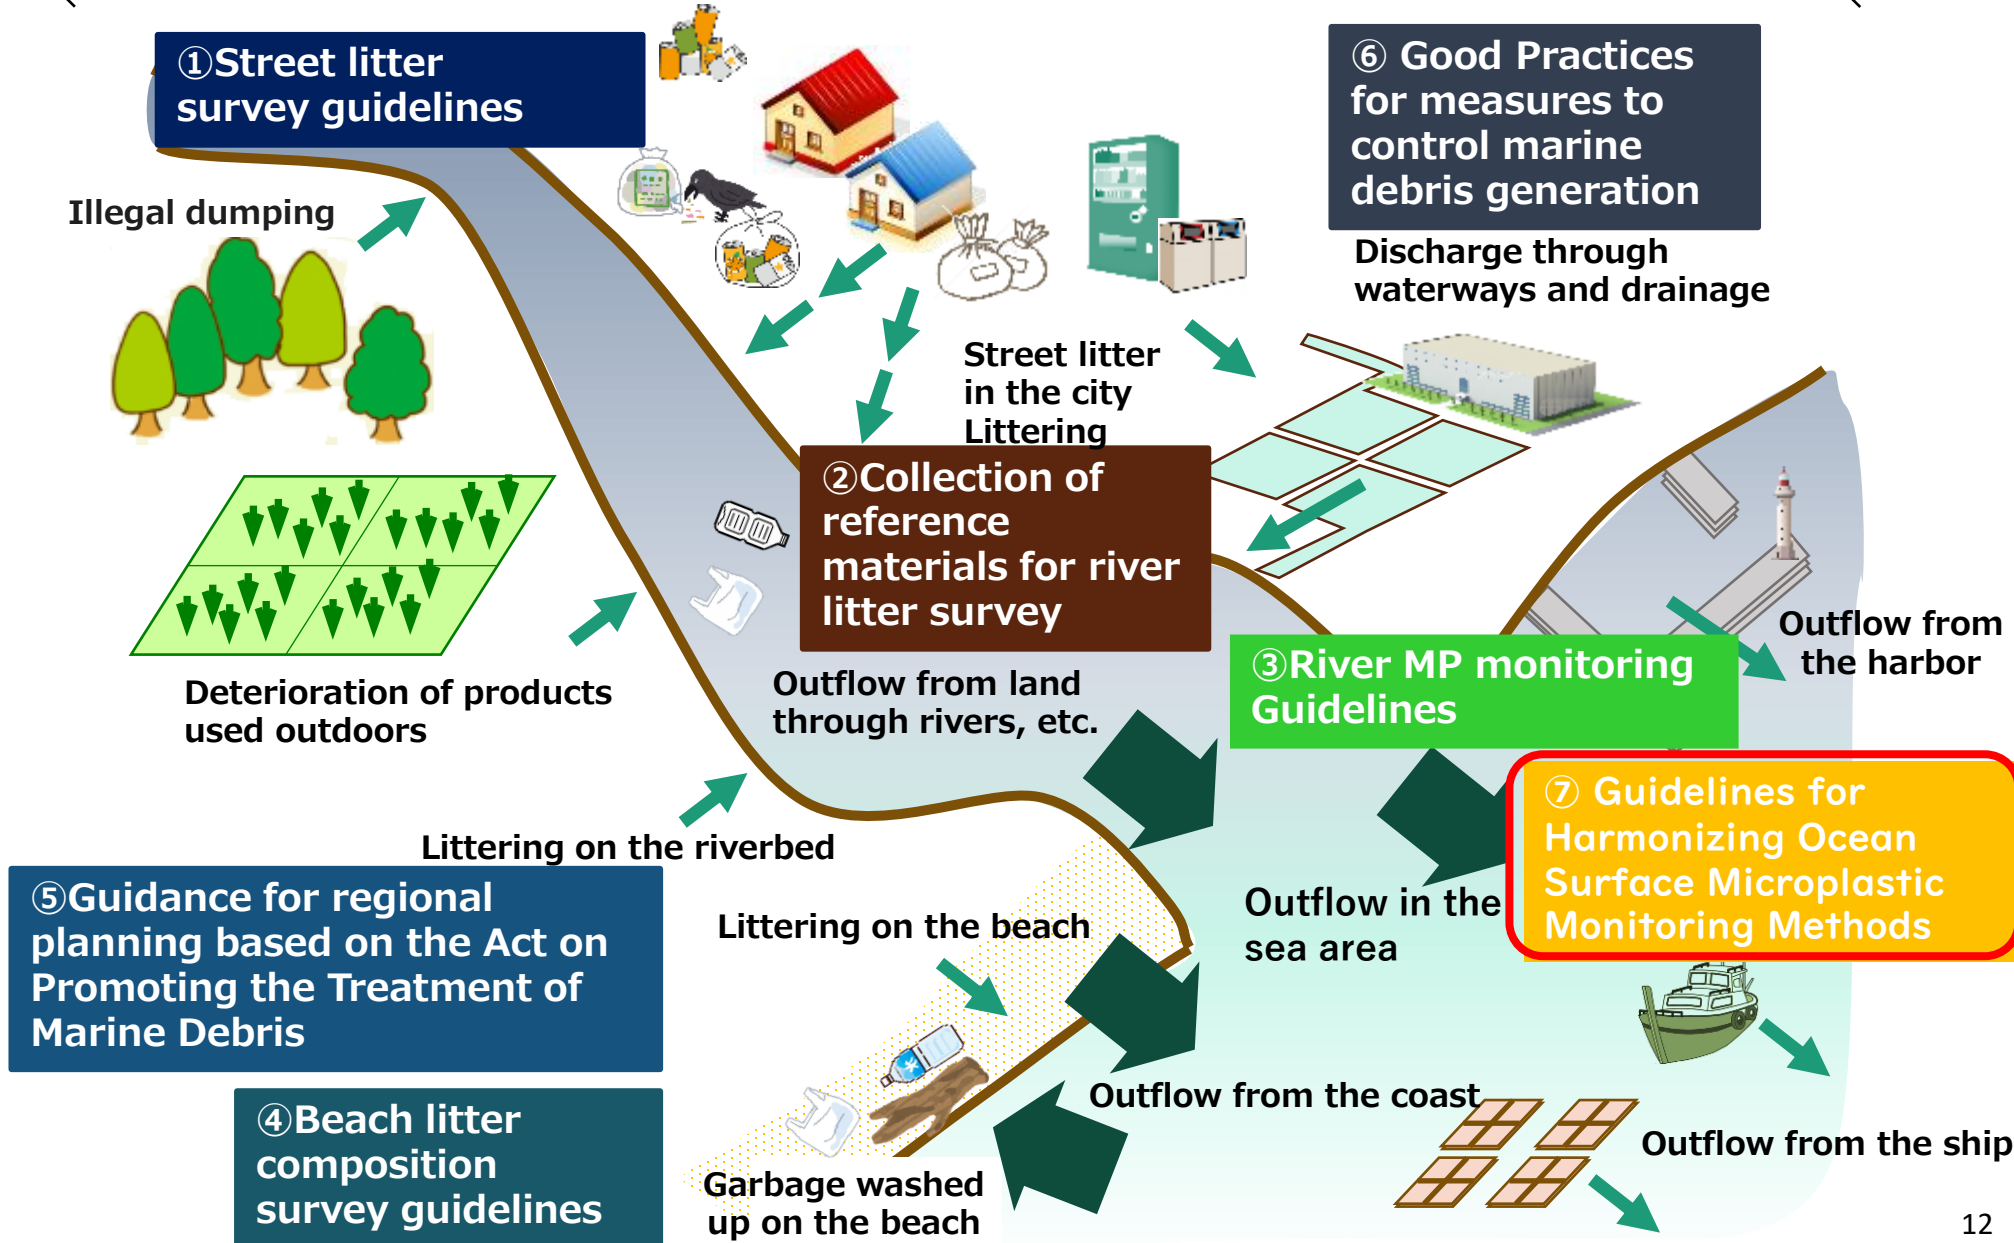 ①Street litter
survey guidelines
⑥ Good Practices
for measures to
control marine
debris generation
Illegal dumping
Discharge through
waterways and drainage
Street litter
in the city
Littering
②Collection of
reference
materials for river
litter survey
Outflow from
the harbor
③River MP monitoring
Guidelines
Deterioration of products
used outdoors
Outflow from land
through rivers, etc.
⑦ Guidelines for
Harmonizing Ocean
Surface Microplastic
Monitoring Methods
Littering on the riverbed
⑤Guidance for regional
planning based on the Act on
Promoting the Treatment of
Marine Debris
Littering on the beach
Outflow in the
sea area
Outflow from the coast
④Beach litter
composition
survey guidelines
Outflow from the ship
Garbage washed
up on the beach
12